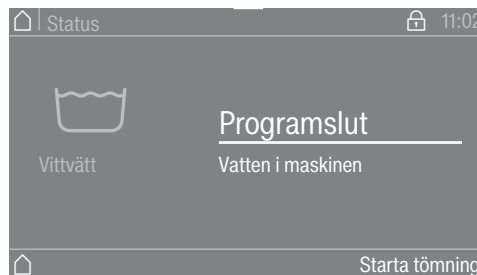 Status 11:02
Programslut
Vittvätt Vatten i maskinen
Starta tömning